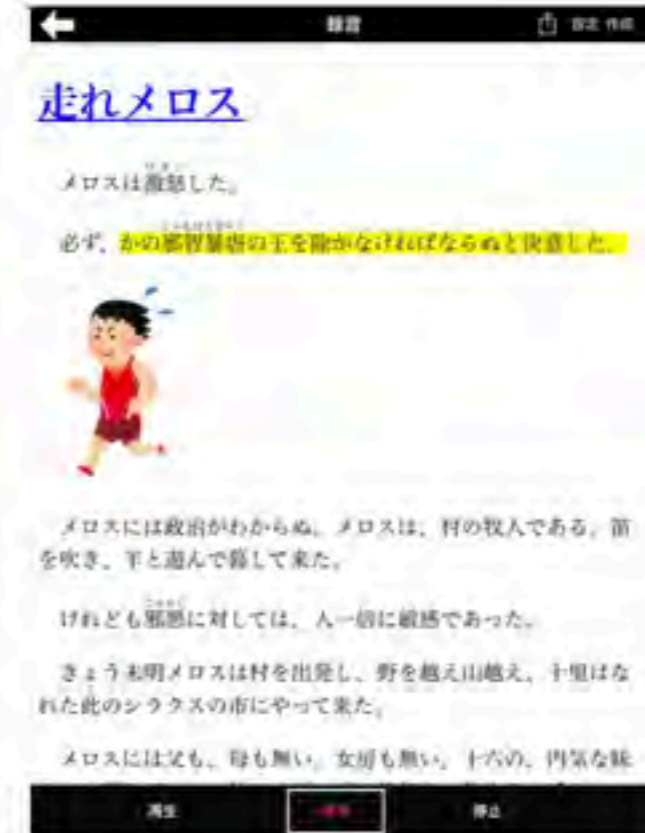 録音
設定 作成
走れメロス
メロスは激怒した。
必ず、かの邪智暴虐の王を除かなければならぬと決意した。
メロスには政治がわからぬ。メロスは、村の牧人である。笛
を吹き、羊と遊んで暮して来た。
けれども邪悪に対しては、人一倍に敏感であった。
きょう未明メロスは村を出発し、野を越え山越え、十里はな
れた此のシラクスの市にやって来た。
メロスには父も、母も無い。女房も無い。十六の、内気な妹
再生
停止